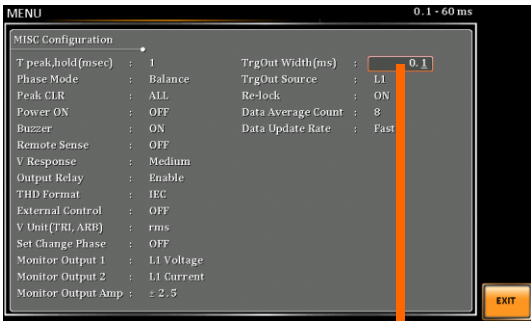 MENU 0.1 - 60 ms
MISC Configuration
T peak,hold(msec) : 1 TrgOut Width(ms) : 0.1
Phase Mode : Balance TrgOut Source : L1
Peak CLR : ALL Re-lock : ON
Power ON : OFF Data Average Count : 8
Buzzer : ON Data Update Rate : Fast
Remote Sense : OFF
V Response : Medium
Output Relay : Enable
THD Format : IEC
External Control : OFF
V Unit(TRI, ARB) : rms
Set Change Phase : OFF
Monitor Output 1 : L1 Voltage
Monitor Output 2 : L1 Current
Monitor Output Amp : ± 2.5
EXIT